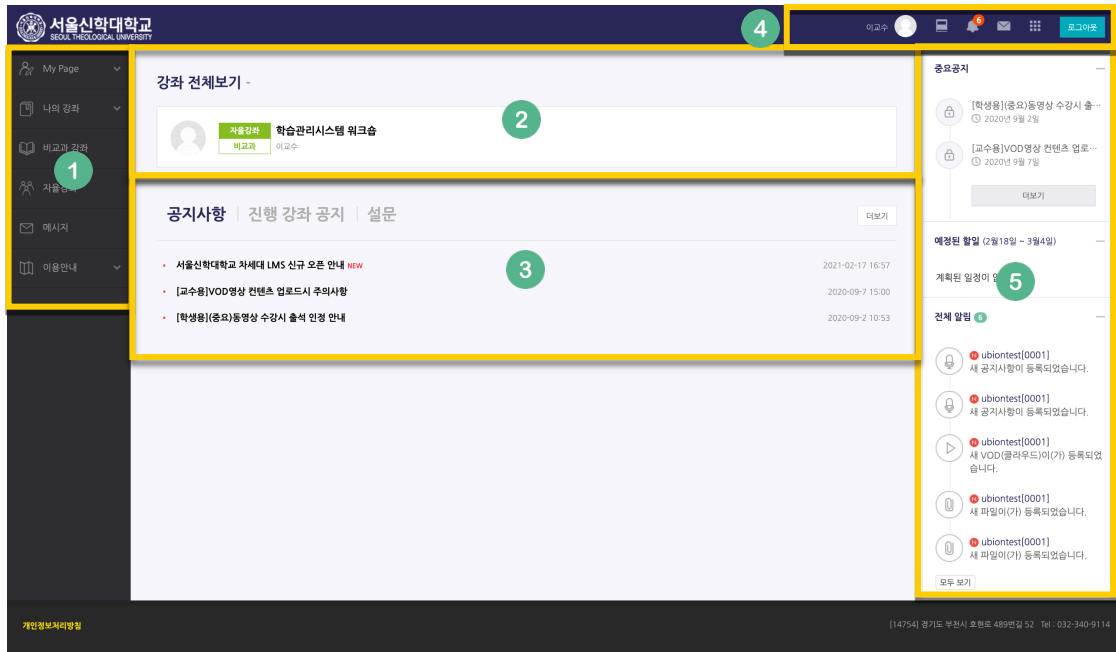 서울신학대학교
SEOUL THEOLOGICAL UNIVERSITY
4
이교수
6
로그아웃
My Page
나의 강좌
비교과 강좌
1
자율강좌
메시지
이용안내
강좌 전체보기
2
자율강좌
비교과
학습관리시스템 워크숍
이교수
공지사항 진행 강좌 공지 설문
더보기
3
서울신학대학교 차세대 LMS 신규 오픈 안내 NEW
2021-02-17 16:57
[교수용]VOD영상 컨텐츠 업로드시 주의사항
2020-09-7 15:00
[학생용](중요)동영상 수강시 출석 인정 안내
2020-09-2 10:53
중요공지
[학생용](중요)동영상 수강시 출…
2020년 9월 2일
[교수용]VOD영상 컨텐츠 업로…
2020년 9월 7일
더보기
예정된 할일 (2월18일 ~ 3월4일)
계획된 일정이
5
전체 알림 6
N ubiontest[0001]
새 공지사항이 등록되었습니다.
N ubiontest[0001]
새 공지사항이 등록되었습니다.
N ubiontest[0001]
새 VOD(클라우드)이(가) 등록되었
습니다.
N ubiontest[0001]
새 파일이(가) 등록되었습니다.
N ubiontest[0001]
새 파일이(가) 등록되었습니다.
모두 보기
개인정보처리방침
[14754] 경기도 부천시 호현로 489번길 52 Tel : 032-340-9114